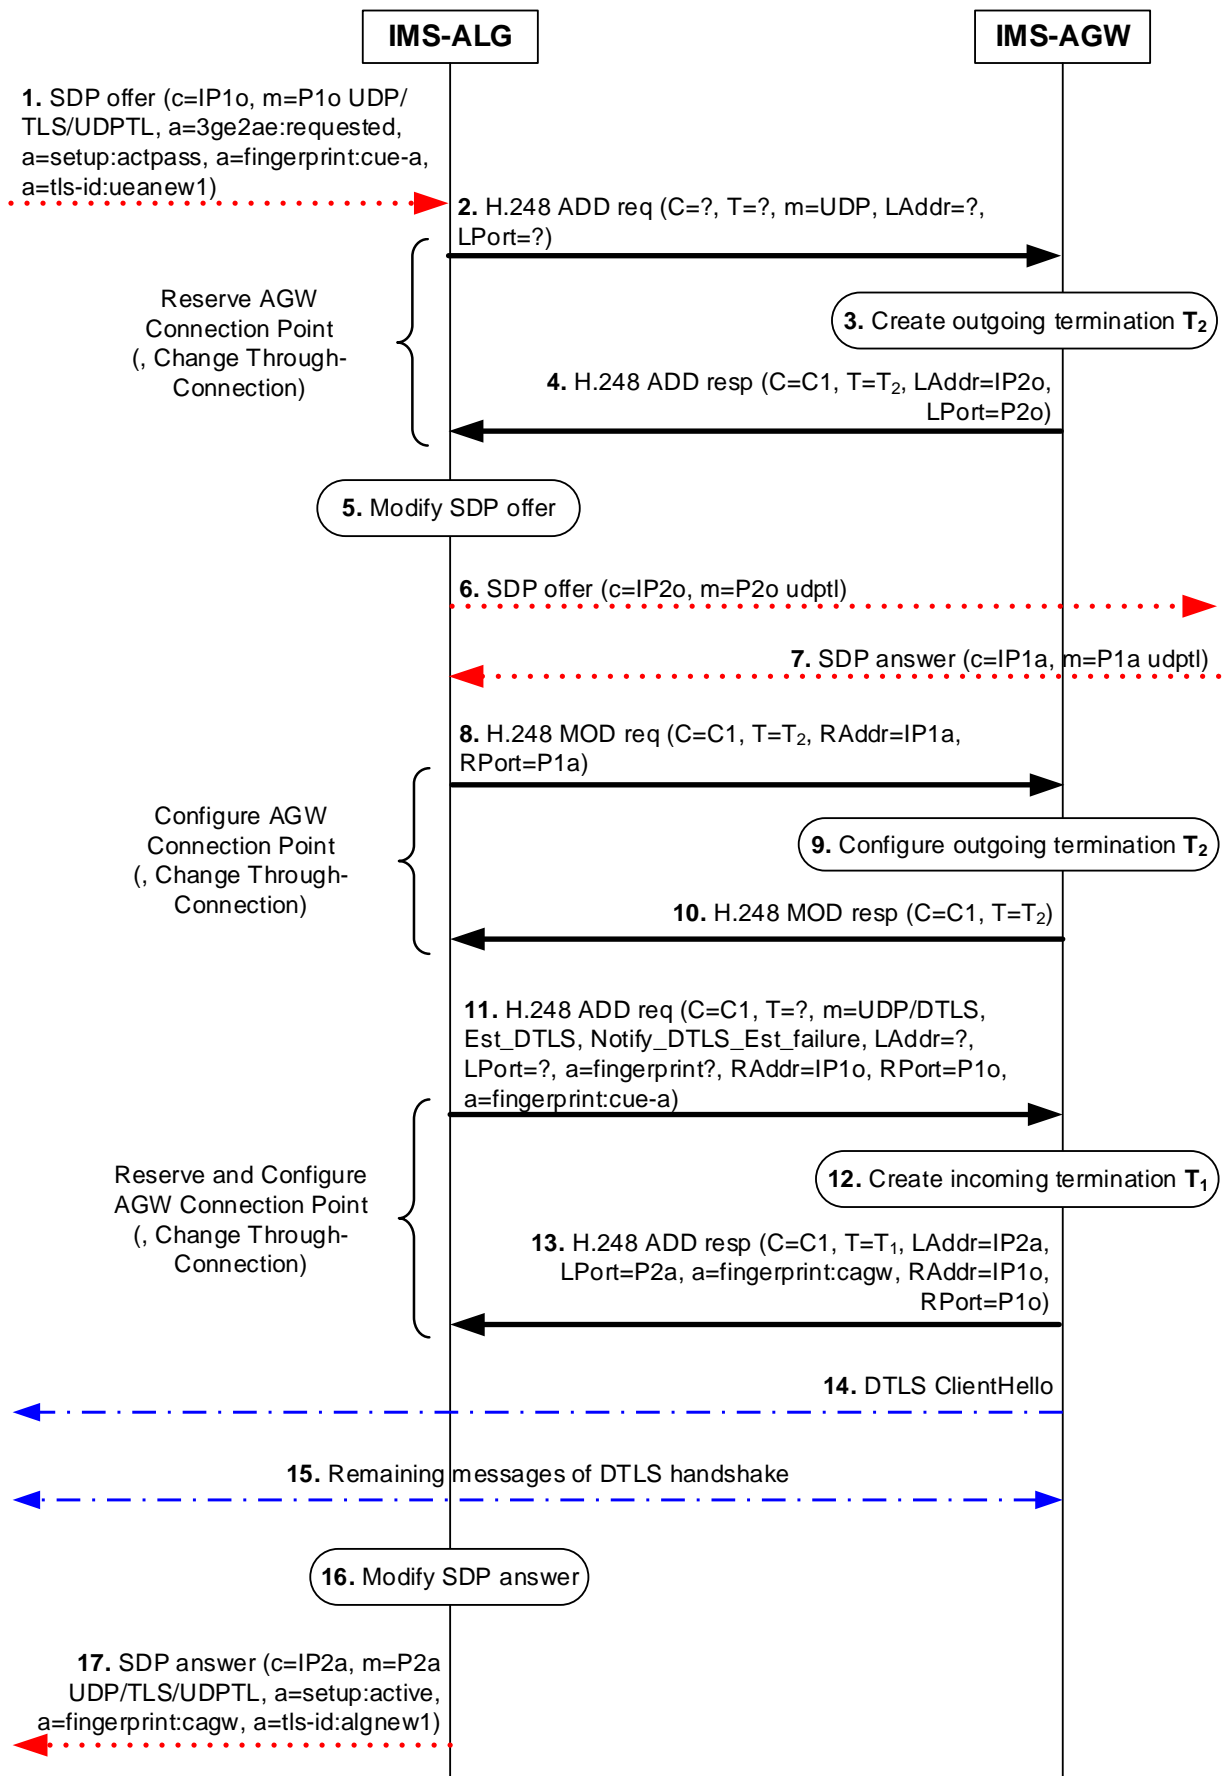 IMS-ALG
IMS-AGW
1. SDP offer (c=IP1o, m=P1o UDP/
TLS/UDPTL, a=3ge2ae:requested,
a=setup:actpass, a=fingerprint:cue-a,
a=tls-id:ueanew1)
2. H.248 ADD req (C=?, T=?, m=UDP, LAddr=?,
LPort=?)
Reserve AGW
Connection Point
(, Change Through-
Connection)
3. Create outgoing termination T2
4. H.248 ADD resp (C=C1, T=T2, LAddr=IP2o,
LPort=P2o)
5. Modify SDP offer
6. SDP offer (c=IP2o, m=P2o udptl)
7. SDP answer (c=IP1a, m=P1a udptl)
8. H.248 MOD req (C=C1, T=T2, RAddr=IP1a,
RPort=P1a)
Configure AGW
Connection Point
(, Change Through-
Connection)
9. Configure outgoing termination T2
10. H.248 MOD resp (C=C1, T=T2)
11. H.248 ADD req (C=C1, T=?, m=UDP/DTLS,
Est_DTLS, Notify_DTLS_Est_failure, LAddr=?,
LPort=?, a=fingerprint?, RAddr=IP1o, RPort=P1o,
a=fingerprint:cue-a)
Reserve and Configure
AGW Connection Point
(, Change Through-
Connection)
12. Create incoming termination T1
13. H.248 ADD resp (C=C1, T=T1, LAddr=IP2a,
LPort=P2a, a=fingerprint:cagw, RAddr=IP1o,
RPort=P1o)
14. DTLS ClientHello
15. Remaining messages of DTLS handshake
16. Modify SDP answer
17. SDP answer (c=IP2a, m=P2a
UDP/TLS/UDPTL, a=setup:active,
a=fingerprint:cagw, a=tls-id:algnew1)